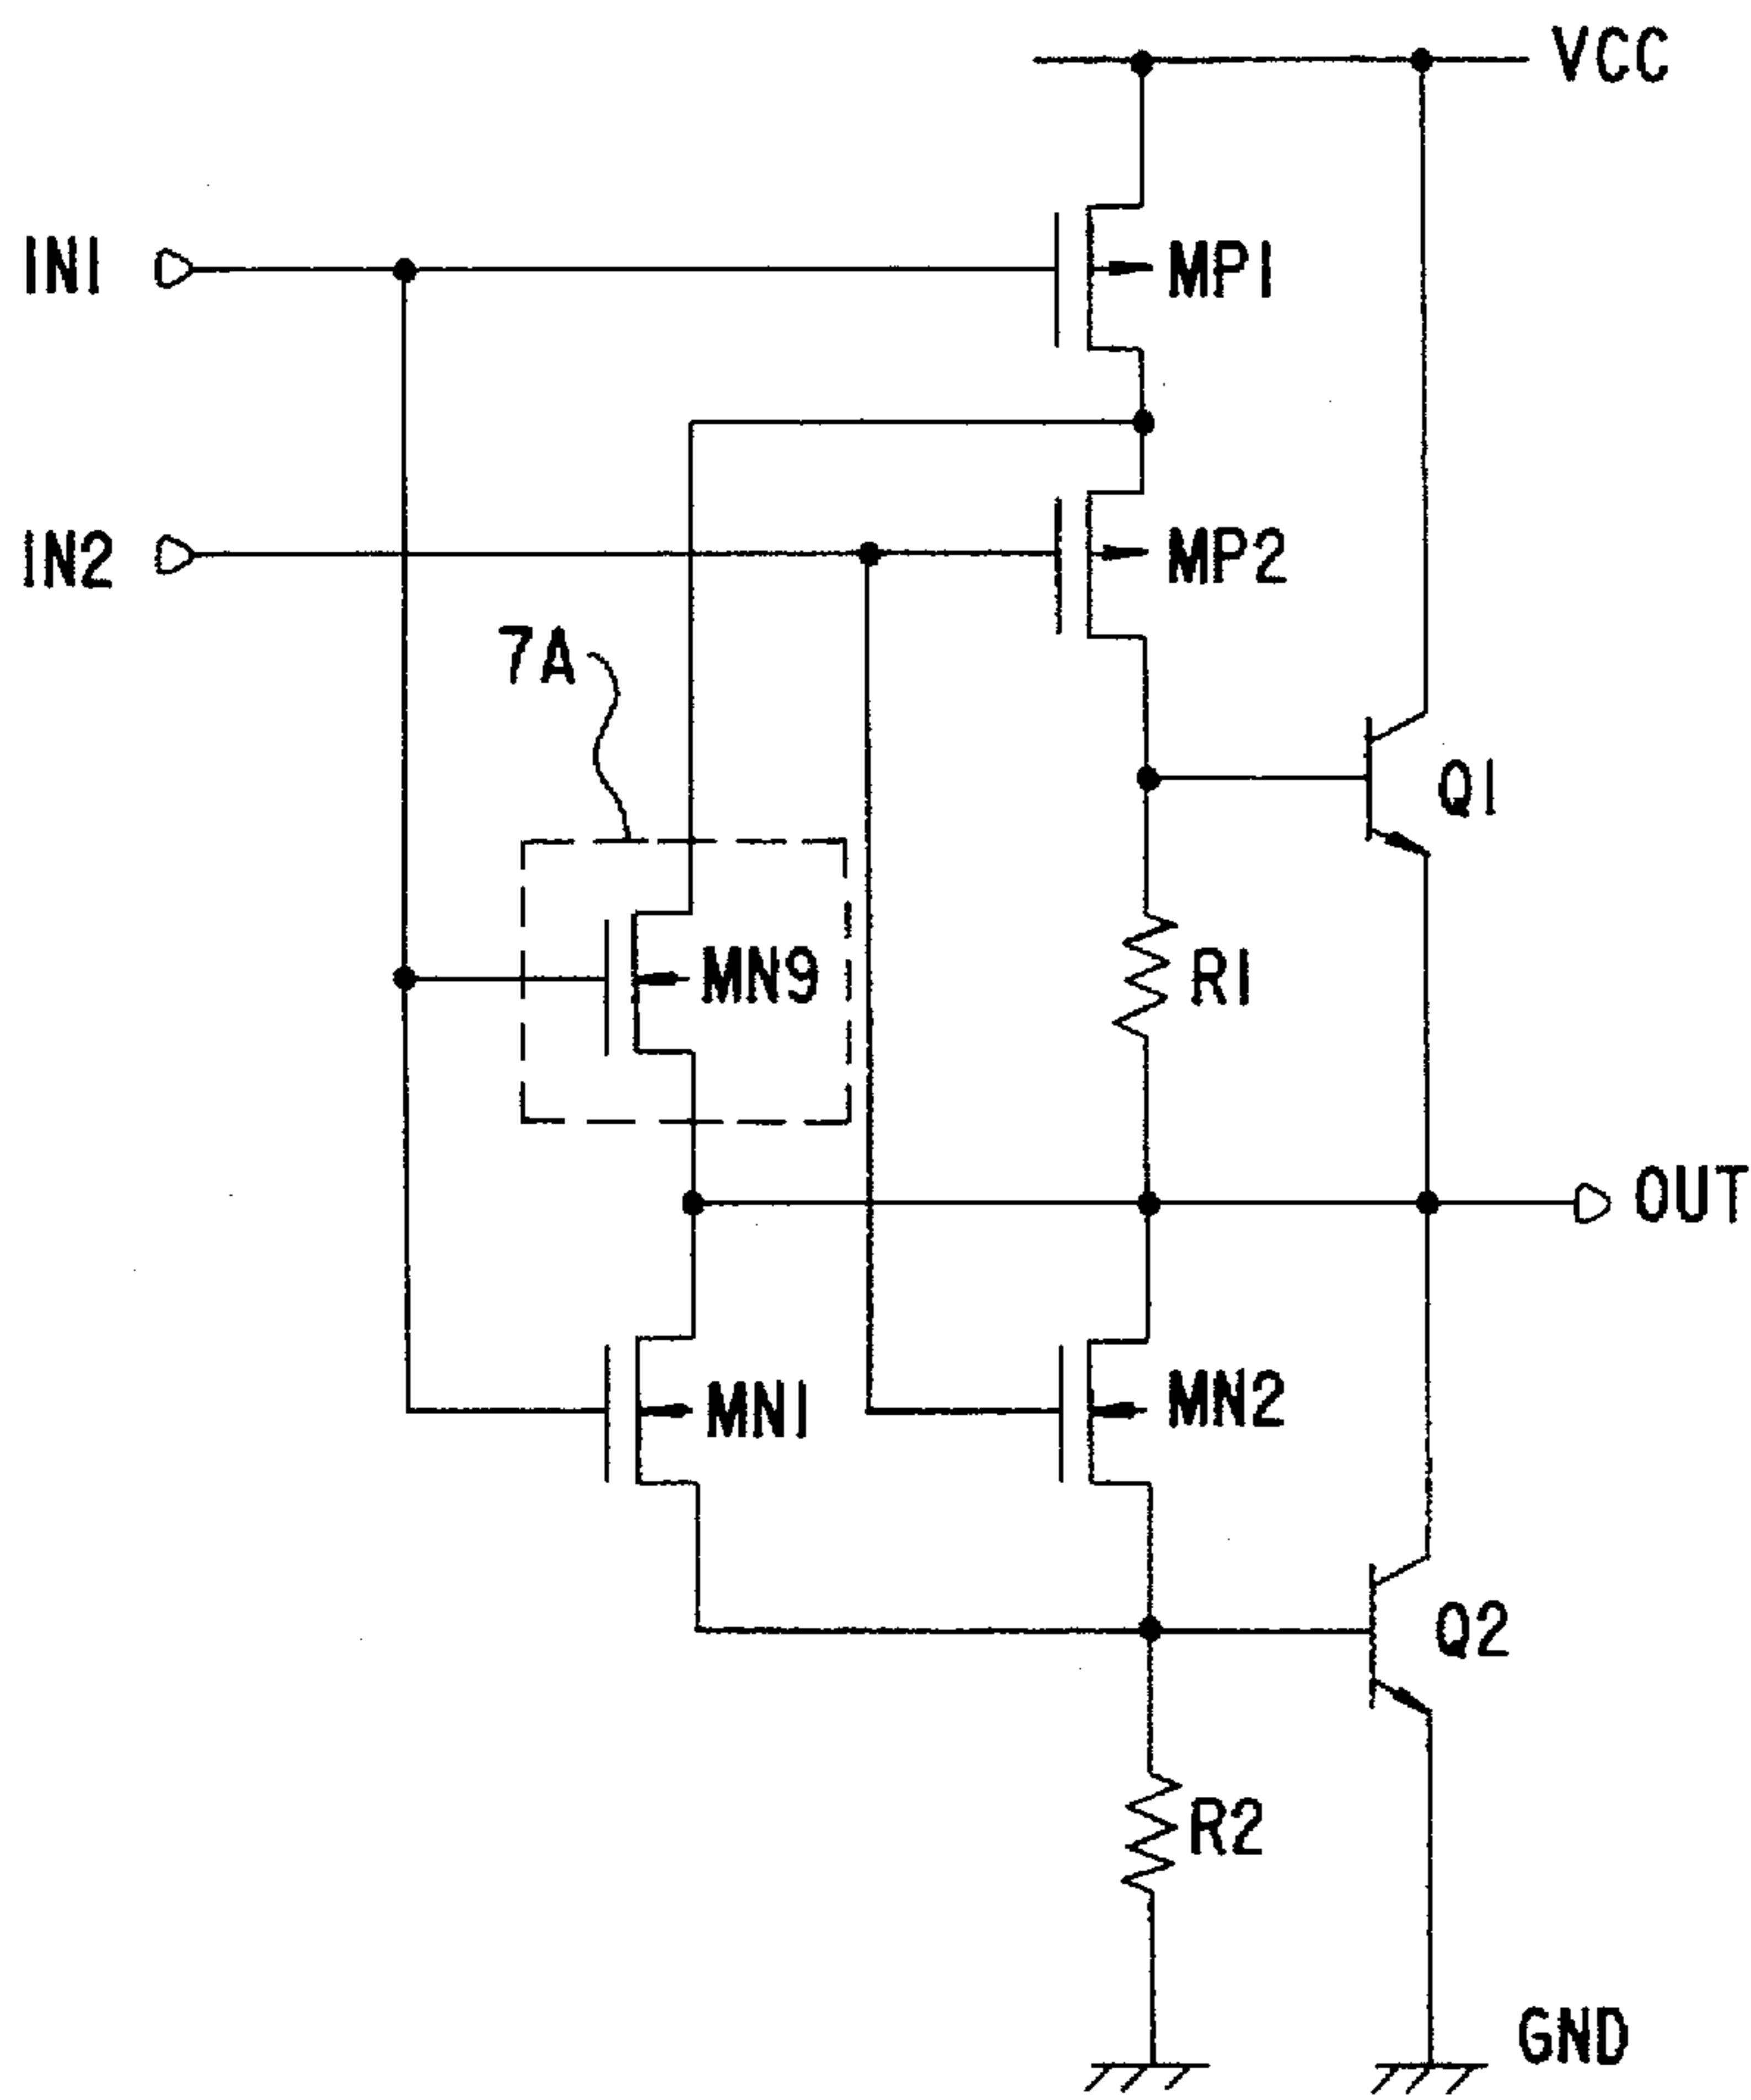 VCC
IN1
MP1
IN2
MP2
7A
Q1
MN9
R1
OUT
MN1
MN2
Q2
R2
GND